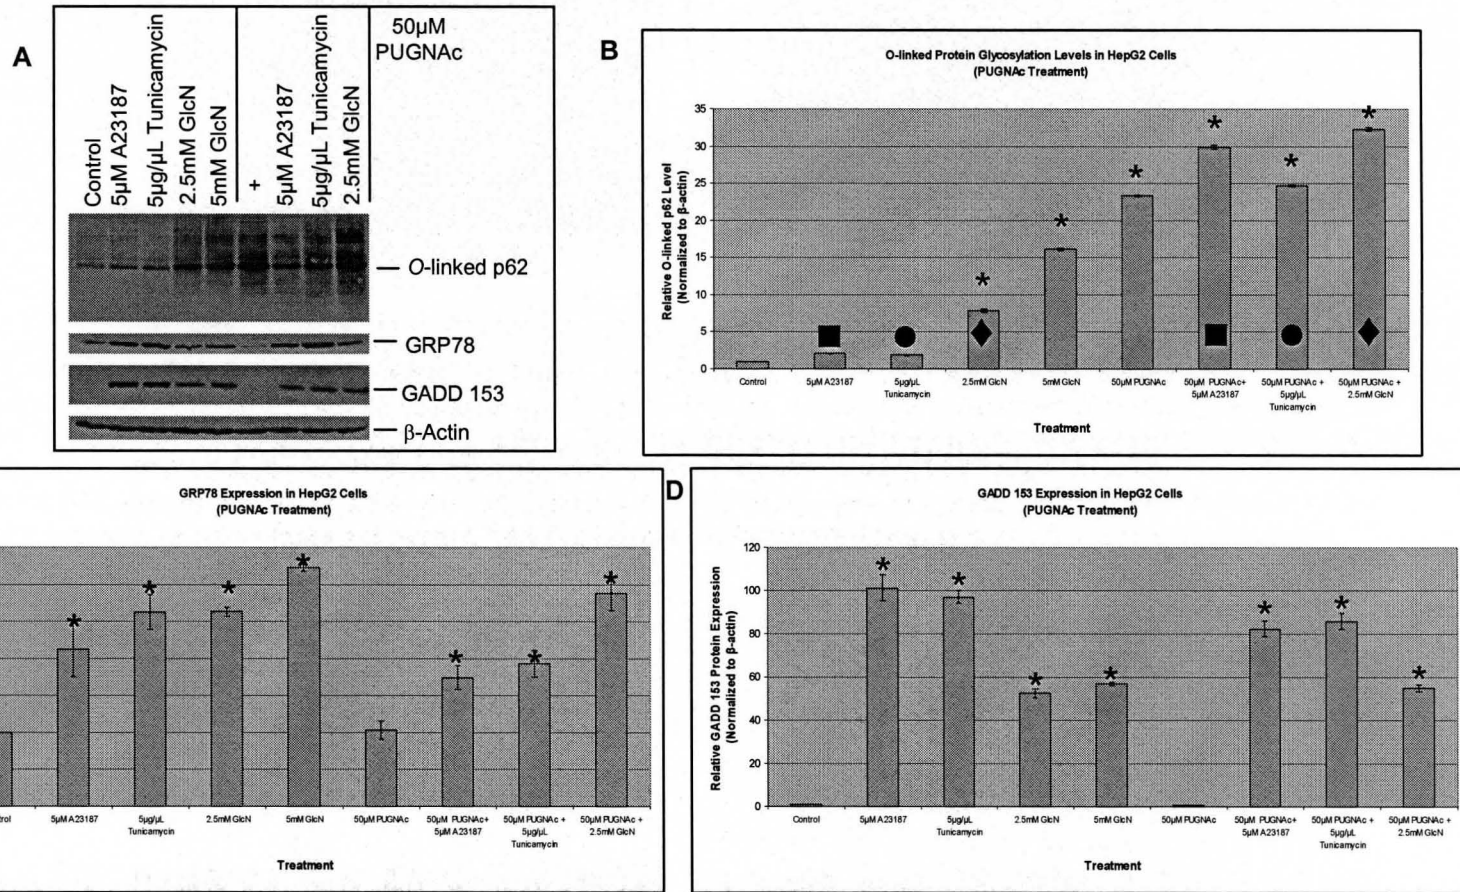 A
Control
5µM A23187
5µg/µL Tunicamycin
2.5mM GlcN
5mM GlcN
+
5µM A23187
5µg/µL Tunicamycin
2.5mM GlcN
50µM
PUGNAc
O-linked p62
GRP78
GADD 153
β-Actin
B
O-linked Protein Glycosylation Levels in HepG2 Cells
(PUGNAc Treatment)
Relative O-linked p62 Level
(Normalized to β-actin)
35
30
25
20
15
10
5
0
* * * * * * *
Control
5µM A23187
5µg/µL
Tunicamycin
2.5mM GlcN
5mM GlcN
50µM PUGNAc
50µM PUGNAc+
5µM A23187
50µM PUGNAc +
5µg/µL
Tunicamycin
50µM PUGNAc +
2.5mM GlcN
Treatment
GRP78 Expression in HepG2 Cells
(PUGNAc Treatment)
* * * * * * *
trol
5µM A23187
5µg/µL
Tunicamycin
2.5mM GlcN
5mM GlcN
50µM PUGNAc
50µM PUGNAc+
5µM A23187
50µM PUGNAc +
5µg/µL
Tunicamycin
50µM PUGNAc +
2.5mM GlcN
Treatment
D
GADD 153 Expression in HepG2 Cells
(PUGNAc Treatment)
Relative GADD 153 Protein Expression
(Normalized to β-actin)
120
100
80
60
40
20
0
* * * * * * *
Control
5µM A23187
5µg/µL
Tunicamycin
2.5mM GlcN
5mM GlcN
50µM PUGNAc
50µM PUGNAc+
5µM A23187
50µM PUGNAc +
5µg/µL
Tunicamycin
50µM PUGNAc +
2.5mM GlcN
Treatment